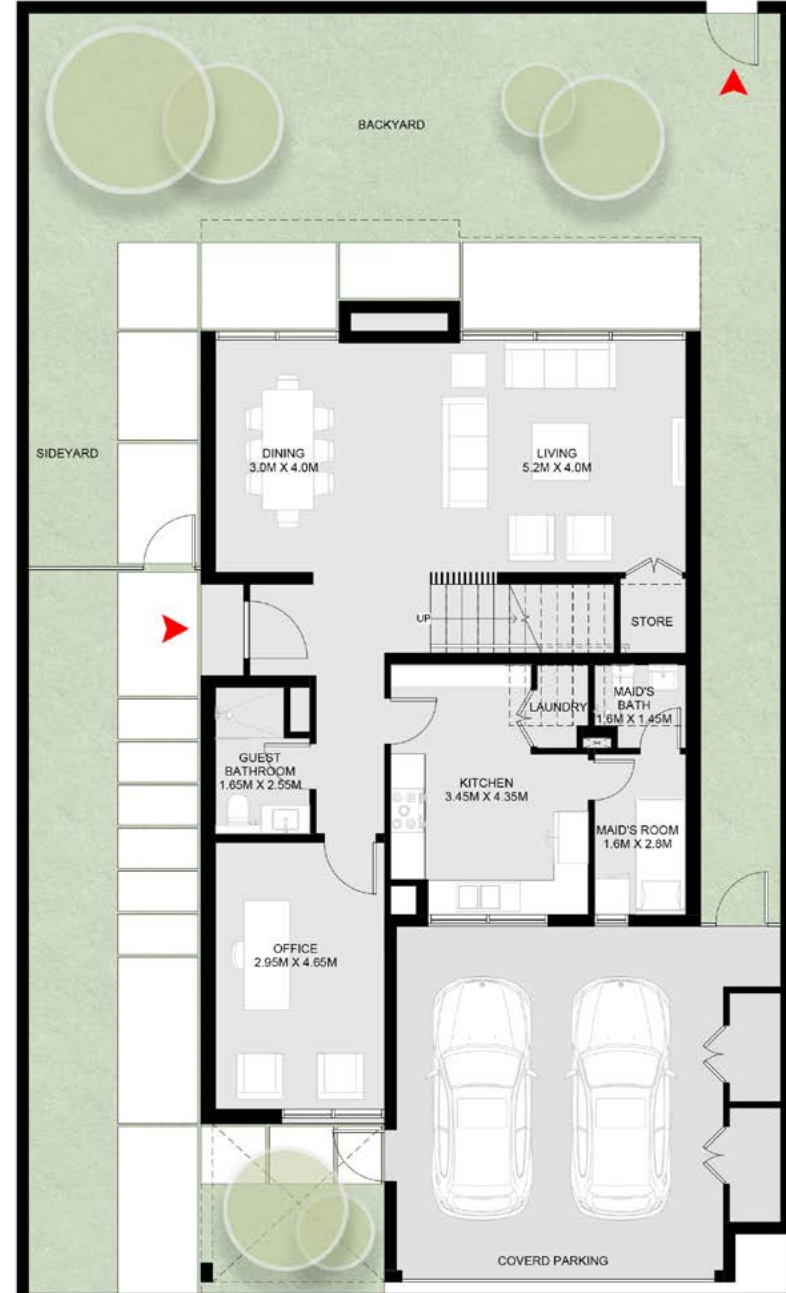 BACKYARD
SIDEYARD
DINING
3.0M X 4.0M
LIVING
5.2M X 4.0M
UP
STORE
GUEST
BATHROOM
1.65M X 2.55M
LAUNDRY
MAID'S
BATH
1.6M X 1.45M
KITCHEN
3.45M X 4.35M
MAID'S ROOM
1.6M X 2.8M
OFFICE
2.95M X 4.65M
COVERD PARKING